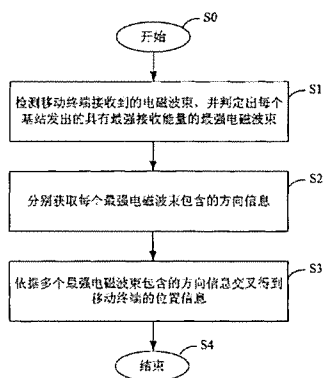 S0
开始
S1
检测移动终端接收到的电磁波束，并判定出每个
基站发出的具有最强接收能量的最强电磁波束
S2
分别获取每个最强电磁波束包含的方向信息
S3
依据多个最强电磁波束包含的方向信息交叉得到
移动终端的位置信息
S4
结束